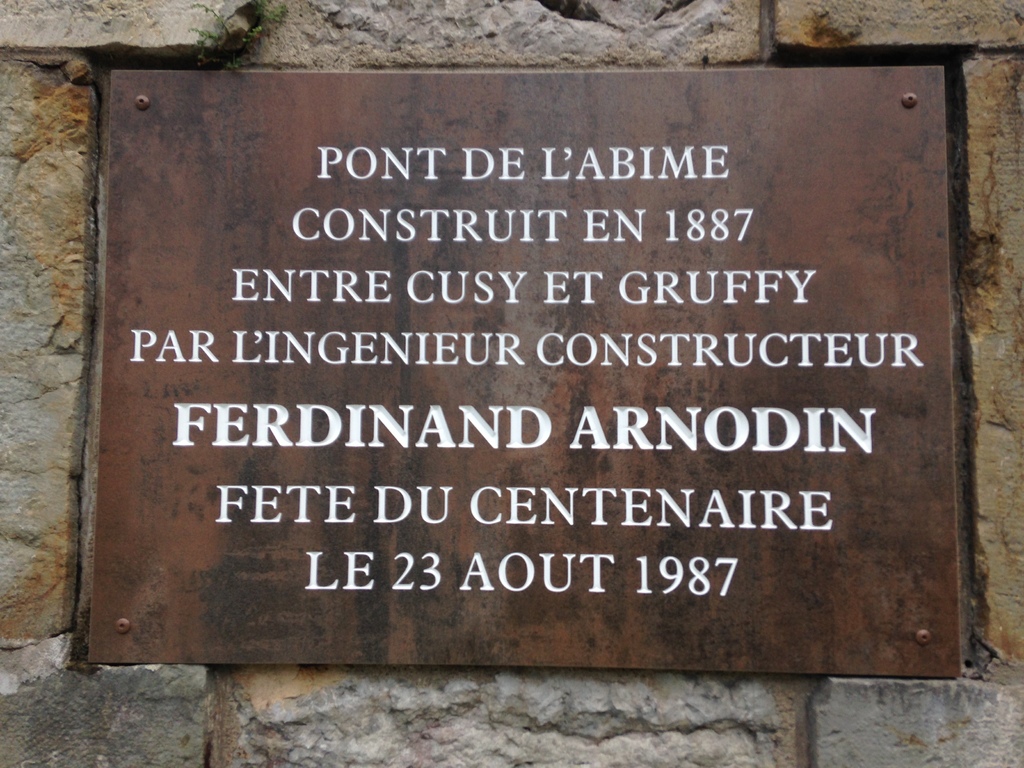 PONT DE L'ABIME
CONSTRUIT EN 1887
ENTRE CUSY ET GRUFFY
PAR L'INGENIEUR CONSTRUCTEUR
FERDINAND ARNODIN
FETE DU CENTENAIRE
LE 23 AOUT 1987